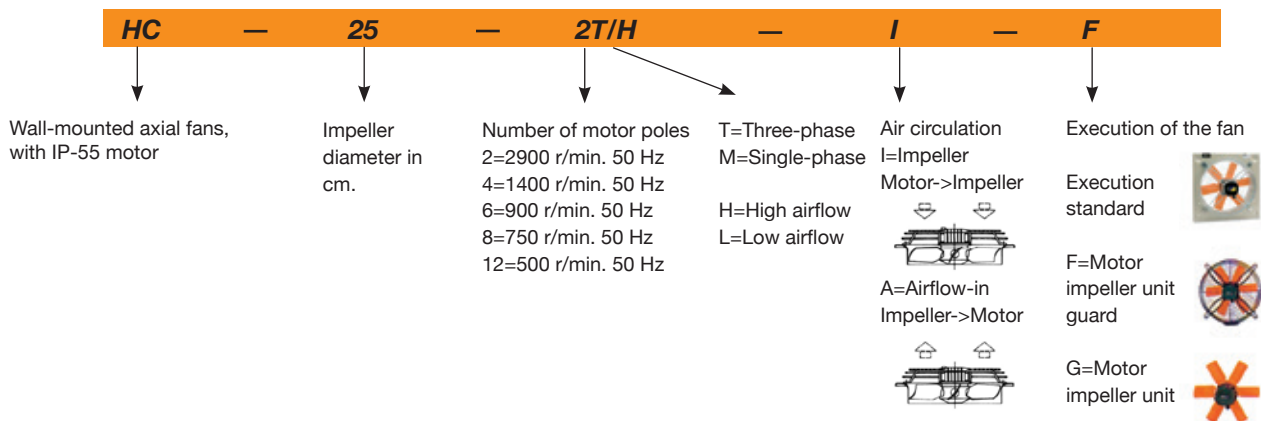 HC — 25 — 2T/H — I — F
Wall-mounted axial fans,
with IP-55 motor
Impeller
diameter in
cm.
Number of motor poles
2=2900 r/min. 50 Hz
4=1400 r/min. 50 Hz
6=900 r/min. 50 Hz
8=750 r/min. 50 Hz
12=500 r/min. 50 Hz
T=Three-phase
M=Single-phase
H=High airflow
L=Low airflow
Air circulation
I=Impeller
Motor->Impeller
A=Airflow-in
Impeller->Motor
Execution of the fan
Execution
standard
F=Motor
impeller unit
guard
G=Motor
impeller unit